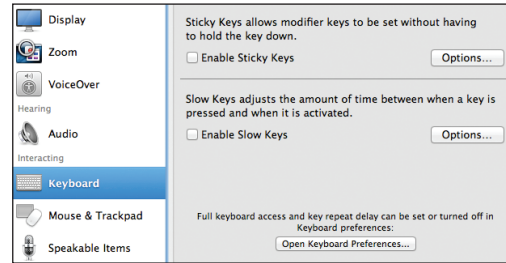 Display
Zoom
VoiceOver
Hearing
Audio
Interacting
Keyboard
Mouse & Trackpad
Speakable Items
Sticky Keys allows modifier keys to be set without having
to hold the key down.
Enable Sticky Keys
Options...
Slow Keys adjusts the amount of time between when a key is
pressed and when it is activated.
Enable Slow Keys
Options...
Full keyboard access and key repeat delay can be set or turned off in
Keyboard preferences:
Open Keyboard Preferences...